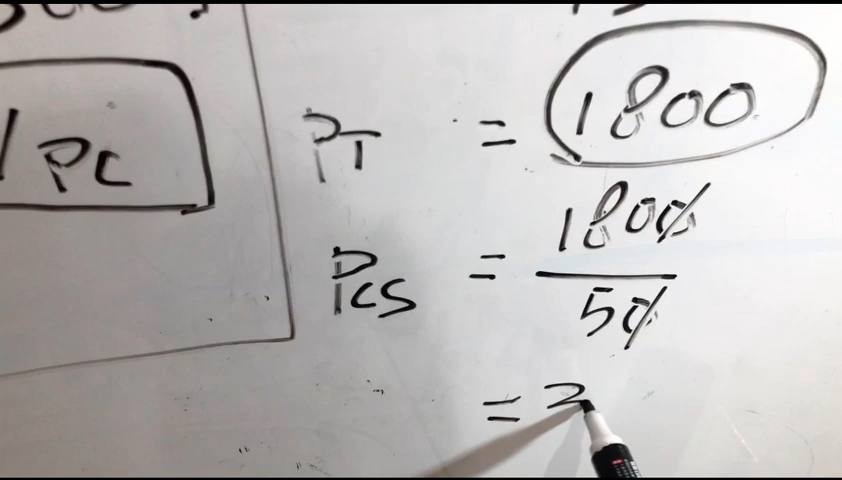 / PC
PT = 1800
Pcs = 1800
50
= 3